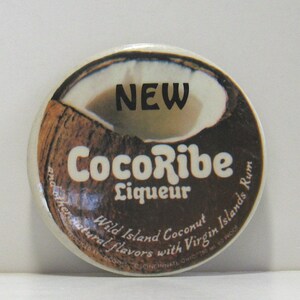 NEW
CocoRibe
Liqueur
Wild Island Coconut
and other natural flavors with Virgin Islands Rum